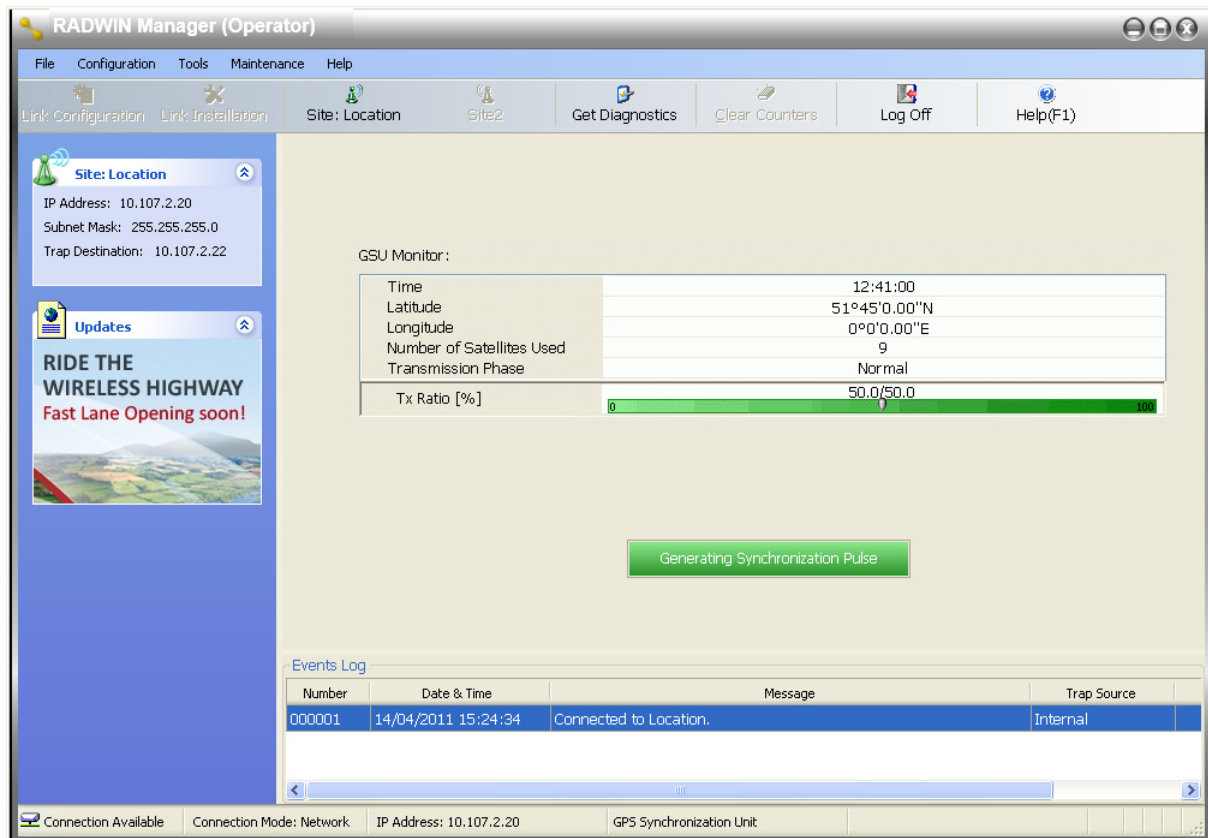 RADWIN Manager (Operator)
File Configuration Tools Maintenance Help
Link Configuration Link Installation Site: Location Site2 Get Diagnostics Clear Counters Log Off Help(F1)
Site: Location
IP Address: 10.107.2.20
Subnet Mask: 255.255.255.0
Trap Destination: 10.107.2.22
Updates
RIDE THE
WIRELESS HIGHWAY
Fast Lane Opening soon!
GSU Monitor:
Time 12:41:00
Latitude 51°45'0.00"N
Longitude 0°0'0.00"E
Number of Satellites Used 9
Transmission Phase Normal
Tx Ratio [%] 50.0/50.0
0 100
Generating Synchronization Pulse
Events Log
Number Date & Time Message Trap Source
000001 14/04/2011 15:24:34 Connected to Location. Internal
Connection Available Connection Mode: Network IP Address: 10.107.2.20 GPS Synchronization Unit